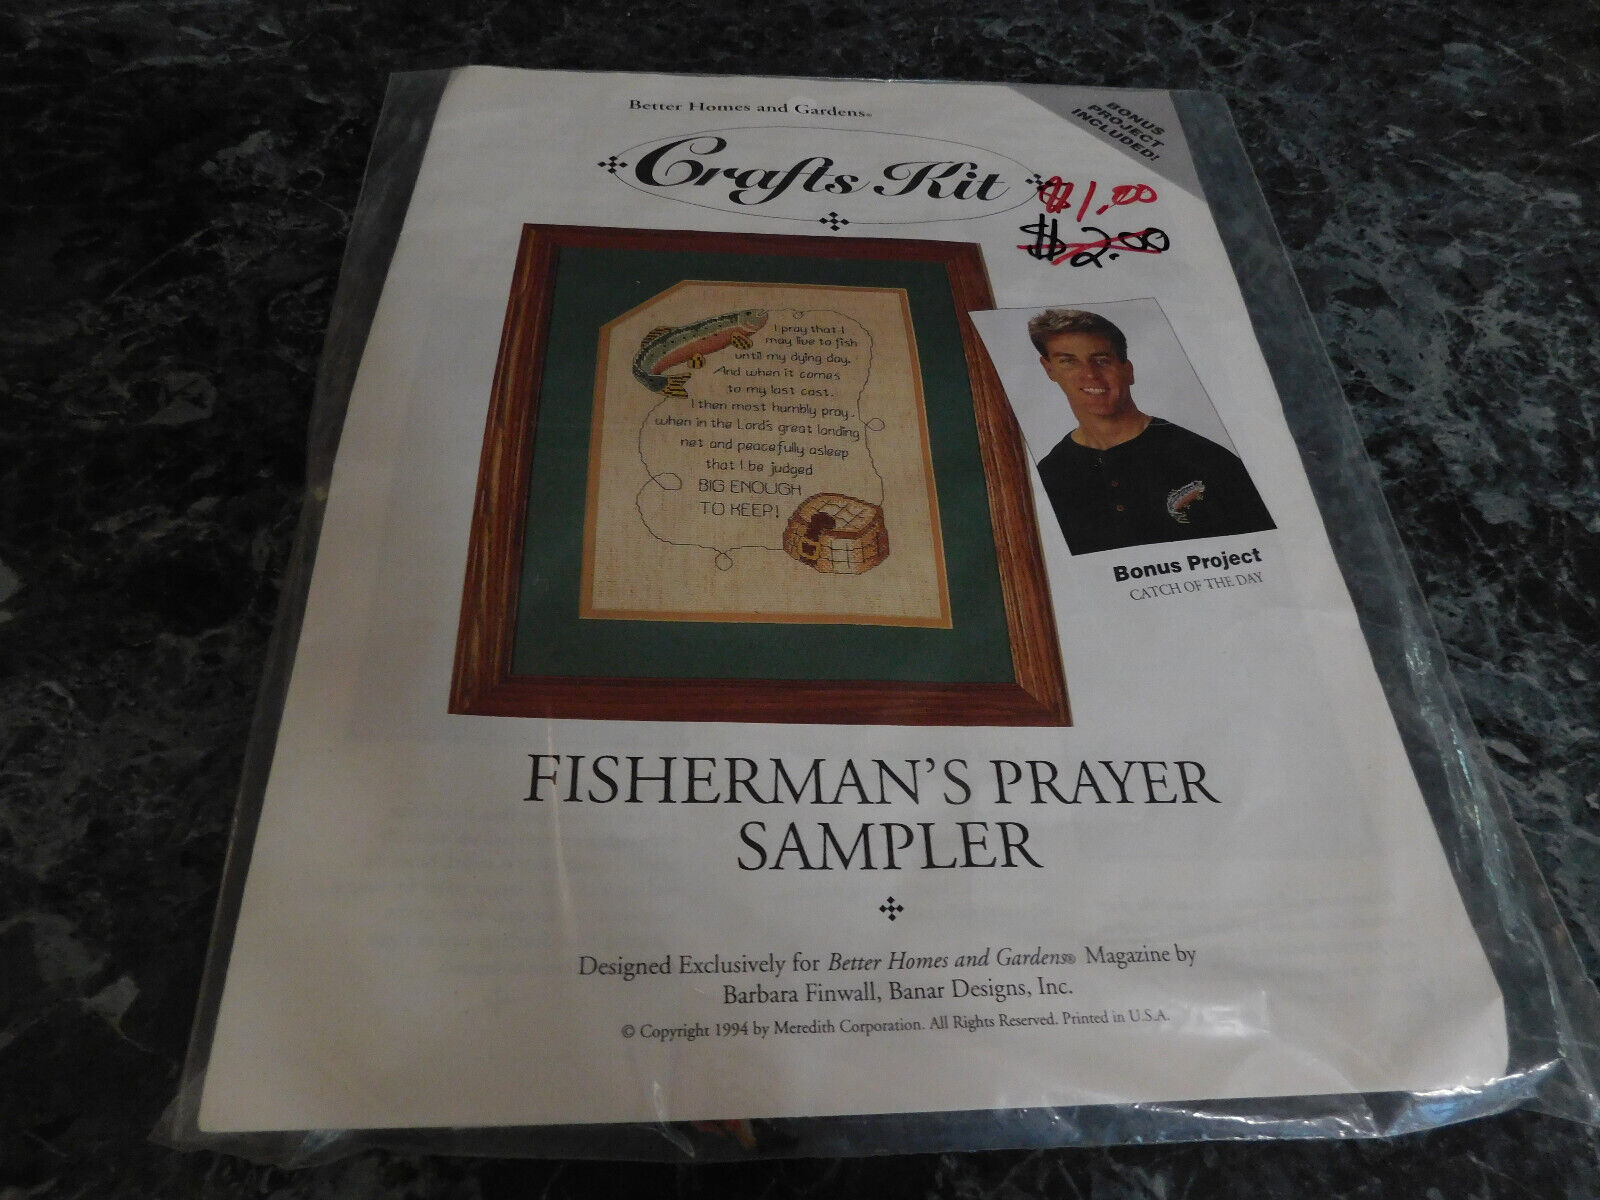 Better Homes and Gardens®
BONUS
PROJECT
INCLUDED!
Crafts Kit
$1.00
$2.00
I pray that I
may live to fish
until my dying day.
And when it comes
to my last cast,
I then most humbly pray,
when in the Lord's great landing
net and peacefully asleep
that I be judged
BIG ENOUGH
TO KEEP!
Bonus Project
CATCH OF THE DAY
FISHERMAN'S PRAYER
SAMPLER
Designed Exclusively for Better Homes and Gardens® Magazine by
Barbara Finwall, Banar Designs, Inc.
© Copyright 1994 by Meredith Corporation. All Rights Reserved. Printed in U.S.A.